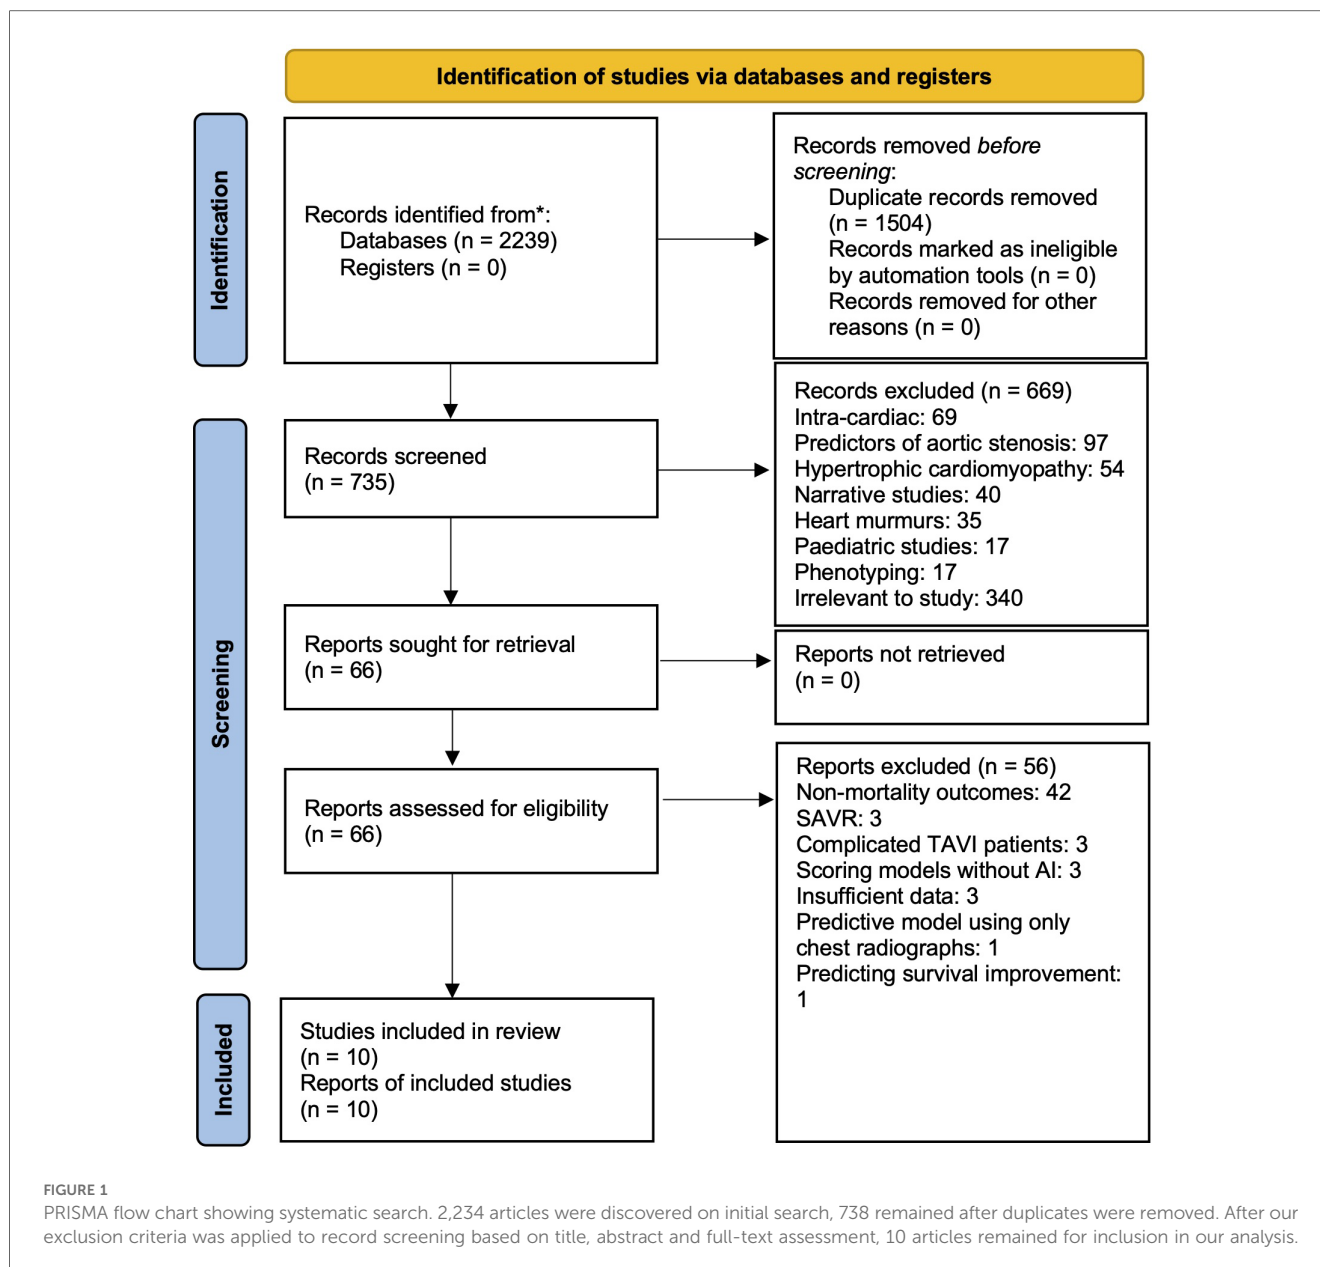 Identification of studies via databases and registers
Identification
Records identified from*:
Databases (n = 2239)
Registers (n = 0)
Records removed before
screening:
Duplicate records removed
(n = 1504)
Records marked as ineligible
by automation tools (n = 0)
Records removed for other
reasons (n = 0)
Screening
Records screened
(n = 735)
Records excluded (n = 669)
Intra-cardiac: 69
Predictors of aortic stenosis: 97
Hypertrophic cardiomyopathy: 54
Narrative studies: 40
Heart murmurs: 35
Paediatric studies: 17
Phenotyping: 17
Irrelevant to study: 340
Reports sought for retrieval
(n = 66)
Reports not retrieved
(n = 0)
Reports assessed for eligibility
(n = 66)
Reports excluded (n = 56)
Non-mortality outcomes: 42
SAVR: 3
Complicated TAVI patients: 3
Scoring models without AI: 3
Insufficient data: 3
Predictive model using only
chest radiographs: 1
Predicting survival improvement:
1
Included
Studies included in review
(n = 10)
Reports of included studies
(n = 10)
FIGURE 1
PRISMA flow chart showing systematic search. 2,234 articles were discovered on initial search, 738 remained after duplicates were removed. After our
exclusion criteria was applied to record screening based on title, abstract and full-text assessment, 10 articles remained for inclusion in our analysis.